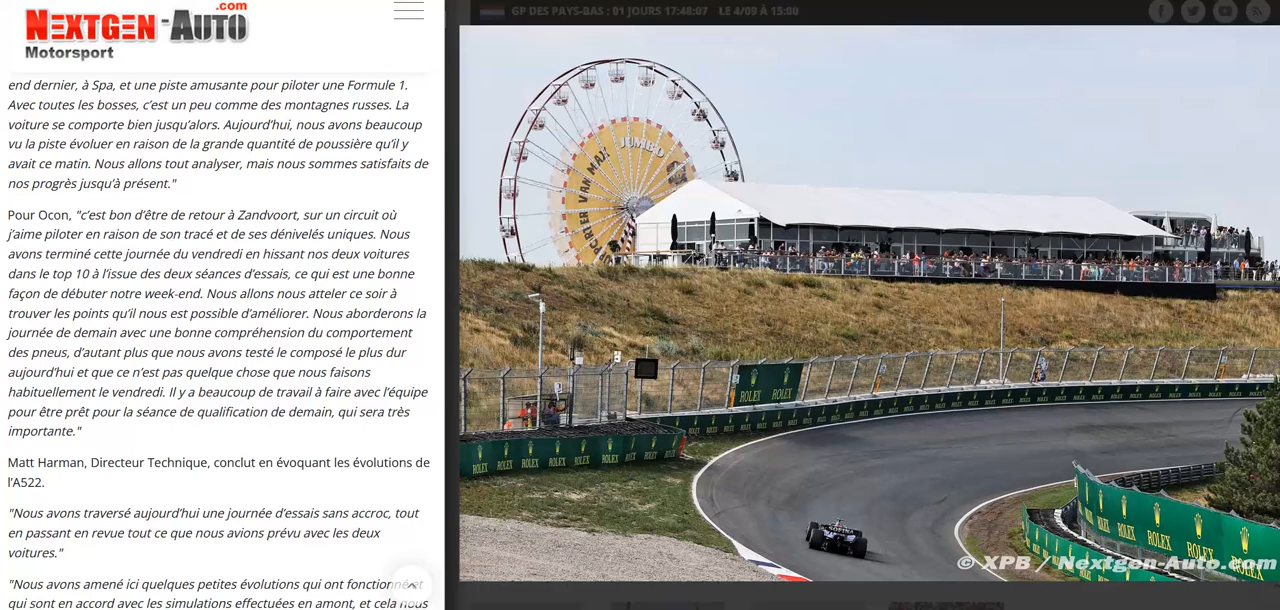 NEXTGEN-AUTO
.com
Motorsport
end dernier, à Spa, et une piste amusante pour piloter une Formule 1.
Avec toutes les bosses, c'est un peu comme des montagnes russes. La
voiture se comporte bien jusqu'alors. Aujourd'hui, nous avons beaucoup
vu la piste évoluer en raison de la grande quantité de poussière qu'il y
avait ce matin. Nous allons tout analyser, mais nous sommes satisfaits de
nos progrès jusqu'à présent."
Pour Ocon, "c'est bon d'être de retour à Zandvoort, sur un circuit où
j'aime piloter en raison de son tracé et de ses dénivelés uniques. Nous
avons terminé cette journée du vendredi en hissant nos deux voitures
dans le top 10 à l'issue des deux séances d'essais, ce qui est une bonne
façon de débuter notre week-end. Nous allons nous atteler ce soir à
trouver les points qu'il nous est possible d'améliorer. Nous aborderons la
journée de demain avec une bonne compréhension du comportement
des pneus, d'autant plus que nous avons testé le composé le plus dur
aujourd'hui et que ce n'est pas quelque chose que nous faisons
habituellement le vendredi. Il y a beaucoup de travail à faire avec l'équipe
pour être prêt pour la séance de qualification de demain, qui sera très
importante."
Matt Harman, Directeur Technique, conclut en évoquant les évolutions de
l'A522.
"Nous avons traversé aujourd'hui une journée d'essais sans accroc, tout
en passant en revue tout ce que nous avions prévu avec les deux
voitures."
"Nous avons amené ici quelques petites évolutions qui ont fonctionné et
qui sont en accord avec les simulations effectuées en amont, et cela nous
GP DES PAYS-BAS : 01 JOURS 17:48:07 LE 4/09 À 15:00
JUMBO
VAN MAX
ROLEX ROLEX
ROLEX ROLEX ROLEX ROLEX ROLEX
ROLEX ROLEX ROLEX ROLEX ROLEX
© XPB / Nextgen-Auto.com